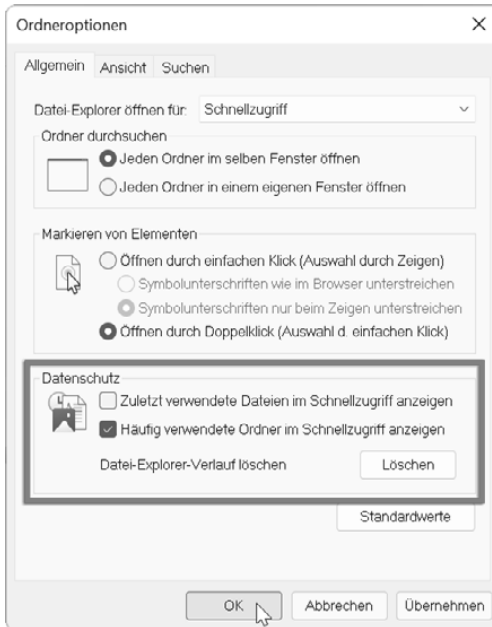 Ordneroptionen
Allgemein Ansicht Suchen
Datei-Explorer öffnen für: Schnellzugriff
Ordner durchsuchen
Jeden Ordner im selben Fenster öffnen
Jeden Ordner in einem eigenen Fenster öffnen
Markieren von Elementen
Öffnen durch einfachen Klick (Auswahl durch Zeigen)
Symbolunterschriften wie im Browser unterstreichen
Symbolunterschriften nur beim Zeigen unterstreichen
Öffnen durch Doppelklick (Auswahl d. einfachen Klick)
Datenschutz
Zuletzt verwendete Dateien im Schnellzugriff anzeigen
Häufig verwendete Ordner im Schnellzugriff anzeigen
Datei-Explorer-Verlauf löschen Löschen
Standardwerte
OK Abbrechen Übernehmen